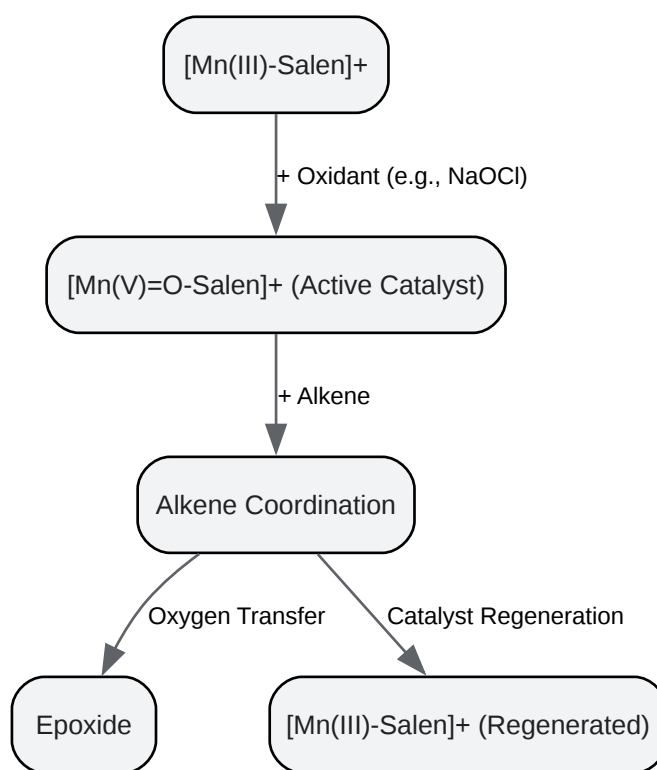 [Mn(III)-Salen]+
+ Oxidant (e.g., NaOCl)
[Mn(V)=O-Salen]+ (Active Catalyst)
+ Alkene
Alkene Coordination
Oxygen Transfer
Catalyst Regeneration
Epoxide
[Mn(III)-Salen]+ (Regenerated)